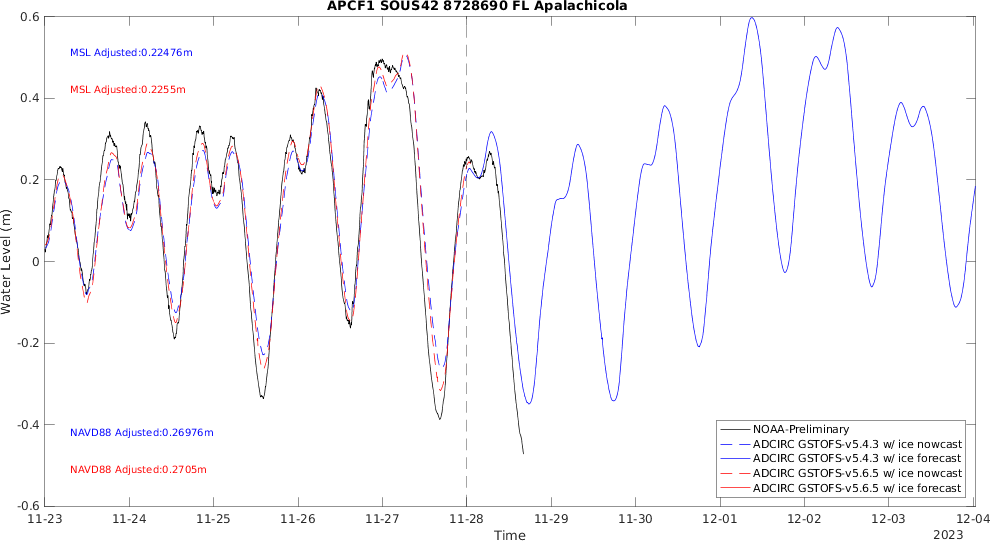 APCF1 SOUS42 8728690 FL Apalachicola
0.6
0.4
0.2
0
-0.2
-0.4
-0.6
Water Level (m)
MSL Adjusted:0.22476m
MSL Adjusted:0.2255m
NAVD88 Adjusted:0.26976m
NAVD88 Adjusted:0.2705m
NOAA-Preliminary
ADCIRC GSTOFS-v5.4.3 w/ ice nowcast
ADCIRC GSTOFS-v5.4.3 w/ ice forecast
ADCIRC GSTOFS-v5.6.5 w/ ice nowcast
ADCIRC GSTOFS-v5.6.5 w/ ice forecast
11-23 11-24 11-25 11-26 11-27 11-28 11-29 11-30 12-01 12-02 12-03 12-04
Time
2023